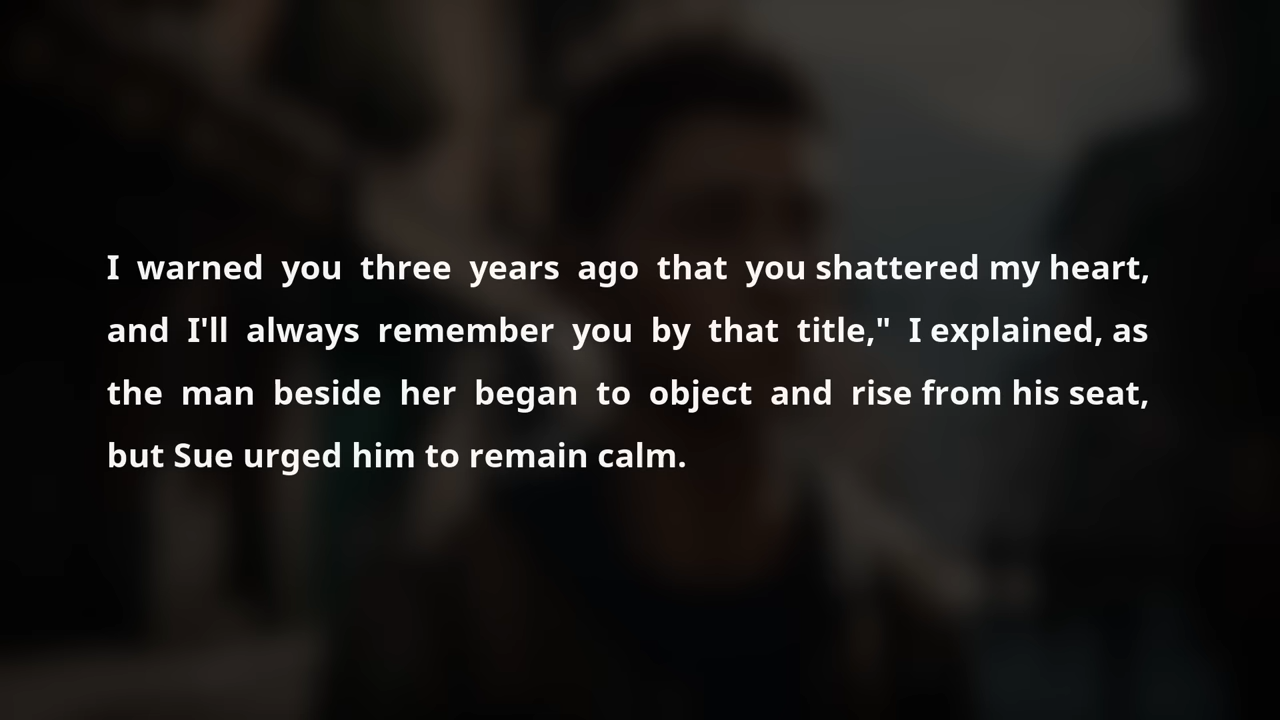 I warned you three years ago that you shattered my heart,
and I'll always remember you by that title," I explained, as
the man beside her began to object and rise from his seat,
but Sue urged him to remain calm.